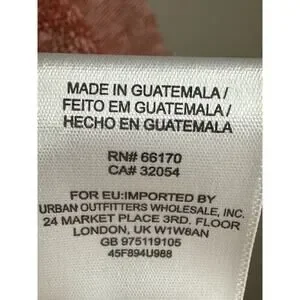 MADE IN GUATEMALA/
FEITO EM GUATEMALA/
HECHO EN GUATEMALA
RN# 66170
CA# 32054
FOR EU:IMPORTED BY
URBAN OUTFITTERS WHOLESALE, INC.
24 MARKET PLACE 3RD. FLOOR
LONDON, UK W1W8AN
GB 975119105
45F894U988